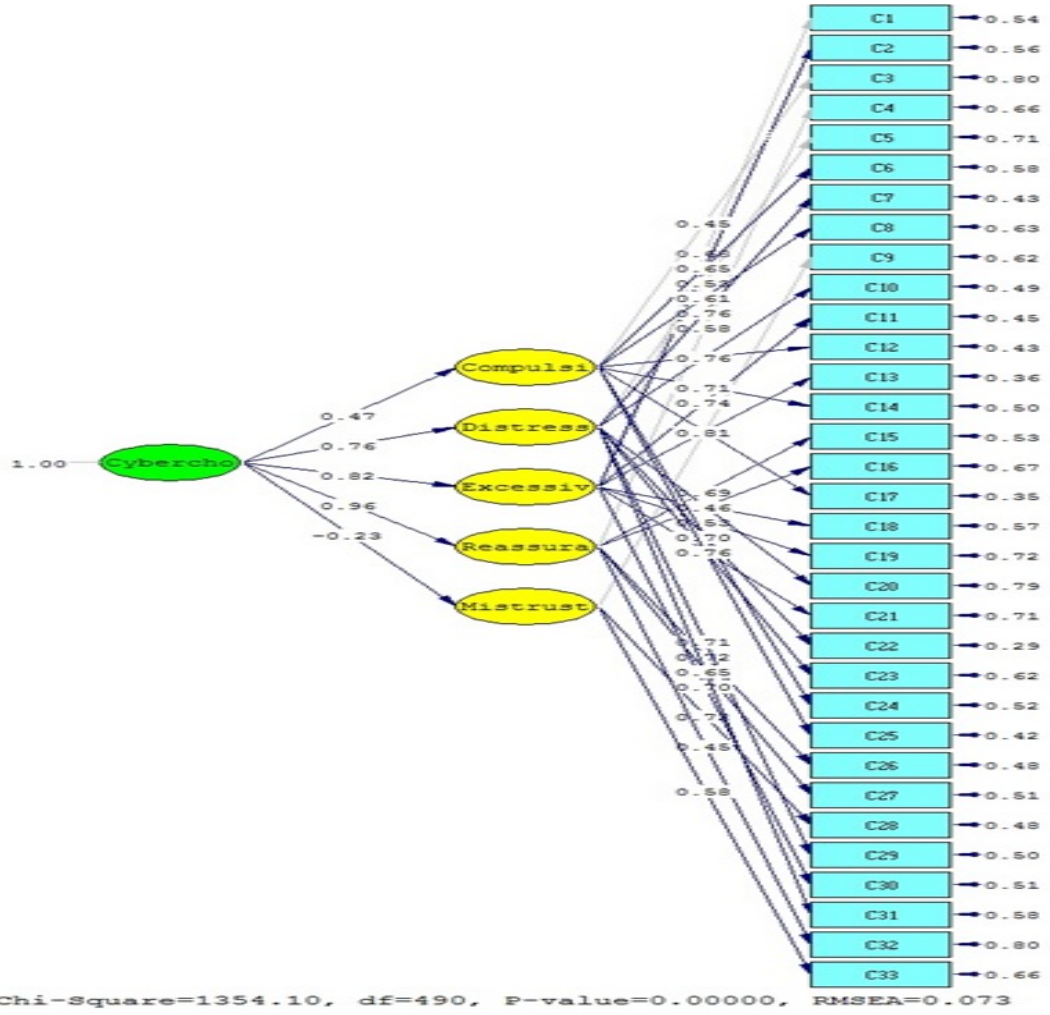 C1 0.54
C2 0.56
C3 0.80
C4 0.66
C5 0.71
C6 0.58
C7 0.43
C8 0.63
C9 0.62
C10 0.49
C11 0.45
C12 0.43
C13 0.36
C14 0.50
C15 0.53
C16 0.67
C17 0.35
C18 0.57
C19 0.72
C20 0.79
C21 0.71
C22 0.29
C23 0.62
C24 0.52
C25 0.42
C26 0.48
C27 0.51
C28 0.48
C29 0.50
C30 0.51
C31 0.58
C32 0.80
C33 0.66
0.45
0.65
0.61
0.76
0.58
0.76
0.71
0.74
0.81
0.69
0.46
0.53
0.70
0.76
0.71
0.65
0.70
0.45
0.58
Compulsi
Distress
Excessiv
Reassura
Mistrust
0.47
0.76
0.82
0.96
-0.23
1.00
Cybercho
Chi-Square=1354.10, df=490, P-value=0.00000, RMSEA=0.073